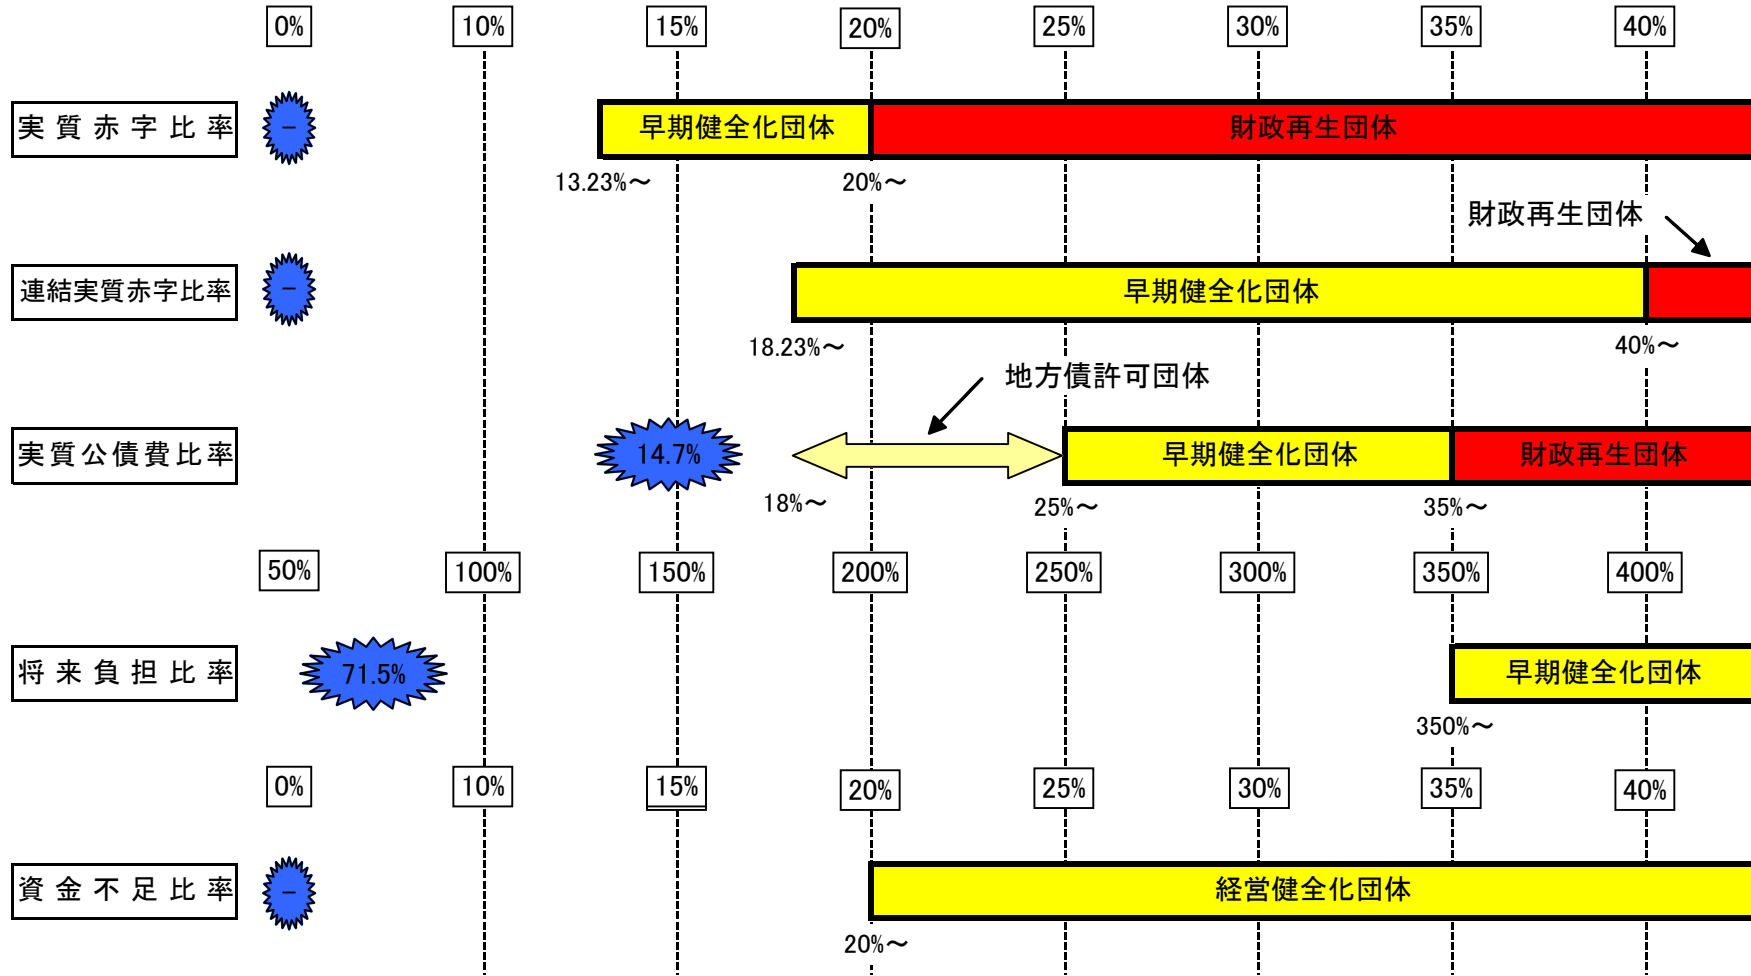 0% 10% 15% 20% 25% 30% 35% 40%
実質赤字比率 － 早期健全化団体 財政再生団体
13.23%～ 20%～
財政再生団体
連結実質赤字比率 － 早期健全化団体
18.23%～ 40%～
地方債許可団体
実質公債費比率 14.7% 早期健全化団体 財政再生団体
18%～ 25%～ 35%～
50% 100% 150% 200% 250% 300% 350% 400%
将来負担比率 71.5% 早期健全化団体
350%～
0% 10% 15% 20% 25% 30% 35% 40%
資金不足比率 － 経営健全化団体
20%～